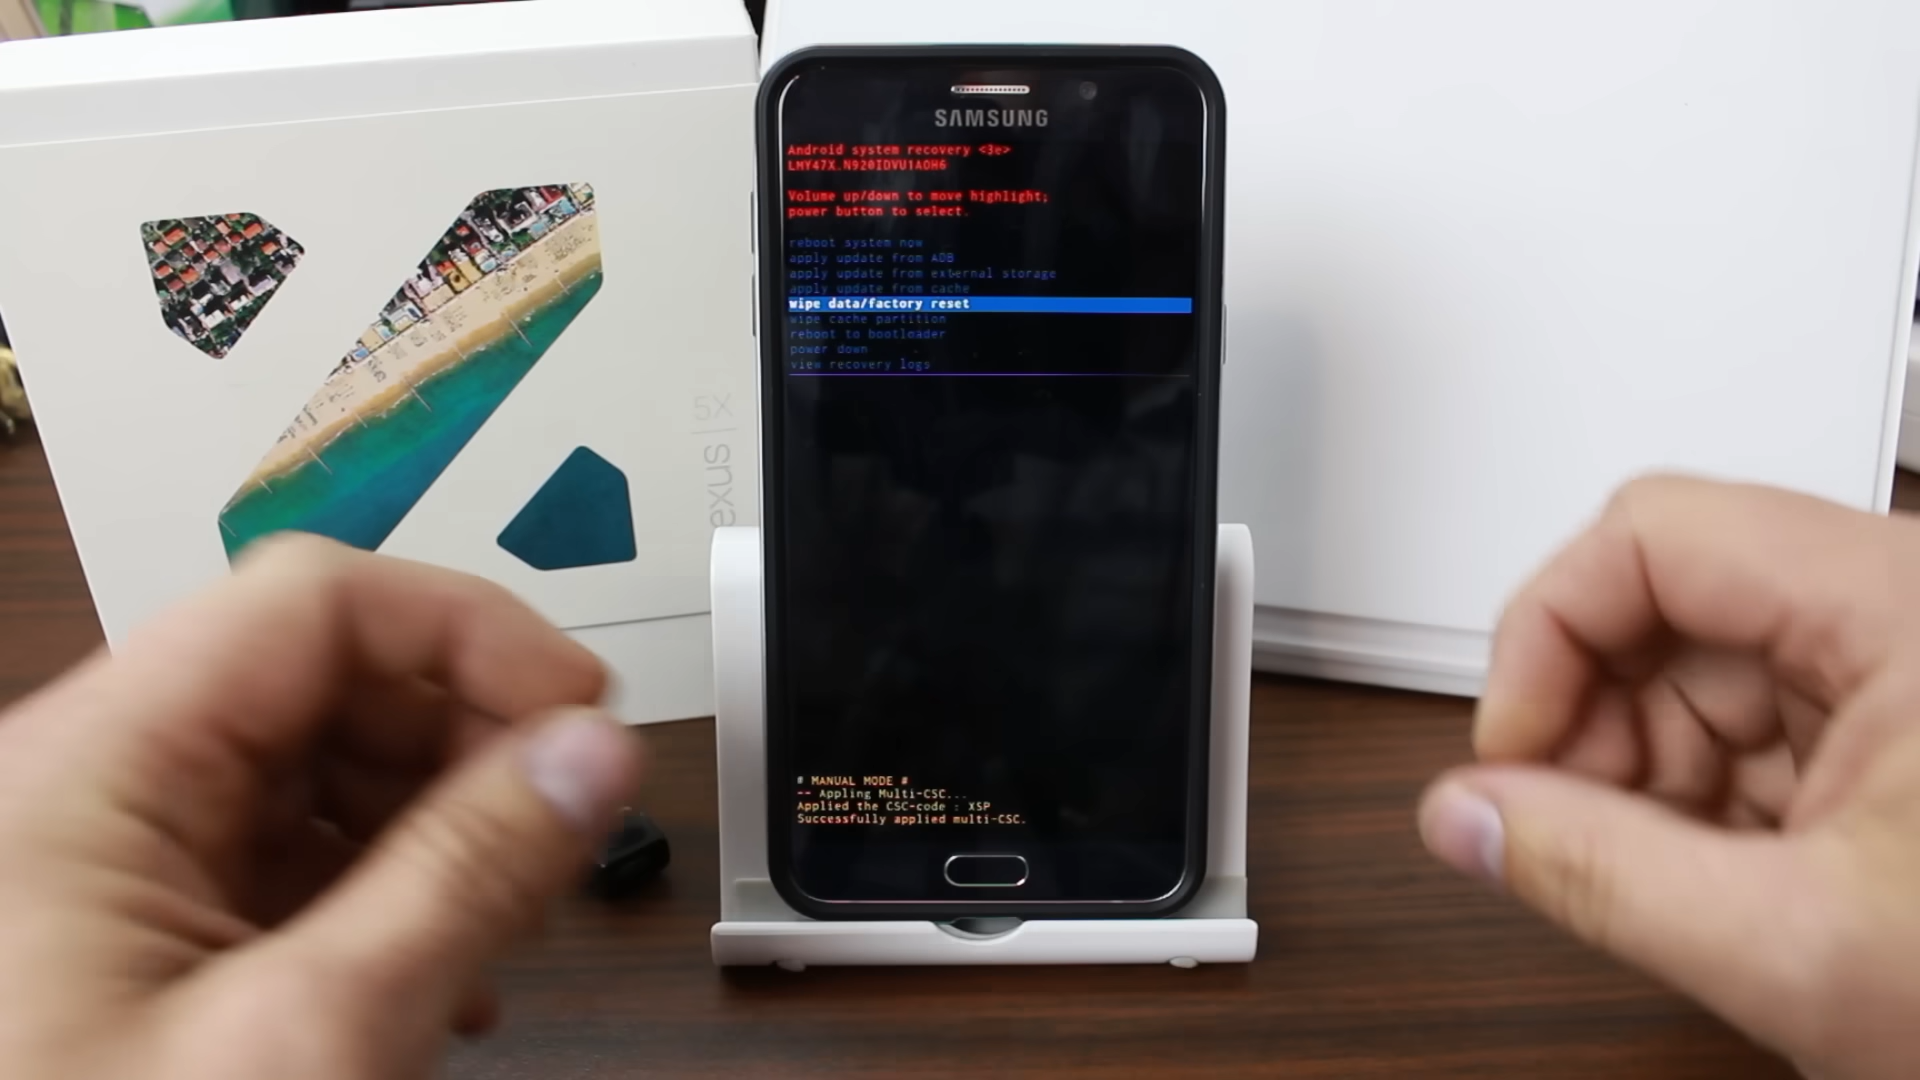 SAMSUNG
Android system recovery <3e>
LMY47X.N920IDVU1AOH6
Volume up/down to move highlight;
power button to select.
reboot system now
apply update from ADB
apply update from external storage
apply update from cache
wipe data/factory reset
wipe cache partition
reboot to bootloader
power down
view recovery logs
# MANUAL MODE #
-- Appling Multi-CSC...
Applied the CSC-code : XSP
Successfully applied multi-CSC.
exus 5X